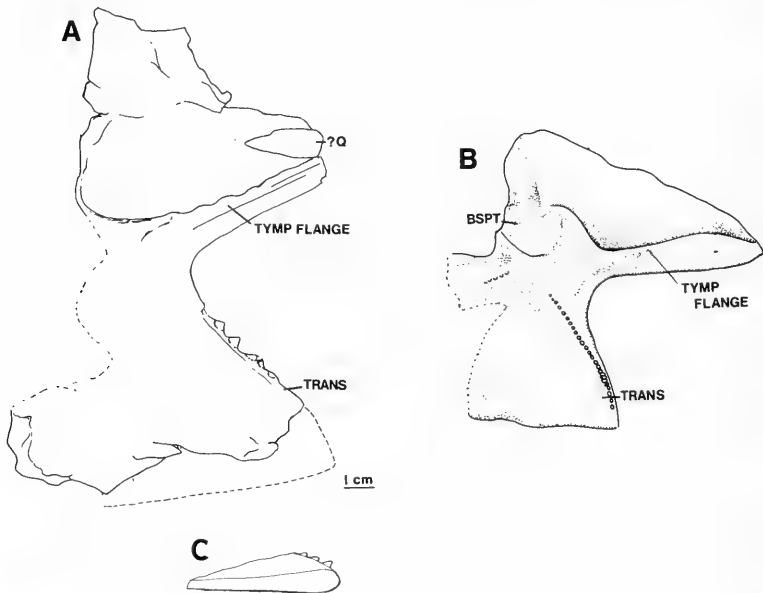 A
?Q
TYMP FLANGE
TRANS
1 cm
B
BSPT
TYMP
FLANGE
TRANS
C